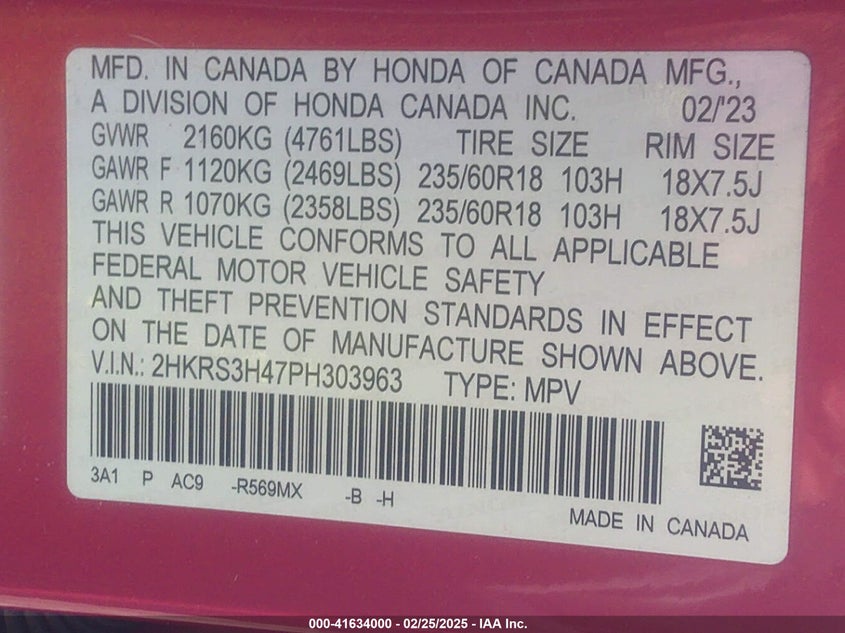 MFD. IN CANADA BY HONDA OF CANADA MFG.,
A DIVISION OF HONDA CANADA INC. 02/'23
GVWR 2160KG (4761LBS) TIRE SIZE RIM SIZE
GAWR F 1120KG (2469LBS) 235/60R18 103H 18X7.5J
GAWR R 1070KG (2358LBS) 235/60R18 103H 18X7.5J
THIS VEHICLE CONFORMS TO ALL APPLICABLE
FEDERAL MOTOR VEHICLE SAFETY
AND THEFT PREVENTION STANDARDS IN EFFECT
ON THE DATE OF MANUFACTURE SHOWN ABOVE.
V.I.N.: 2HKRS3H47PH303963 TYPE: MPV
3A1 P AC9 -R569MX -B -H
MADE IN CANADA
000-41634000 - 02/25/2025 - IAA Inc.